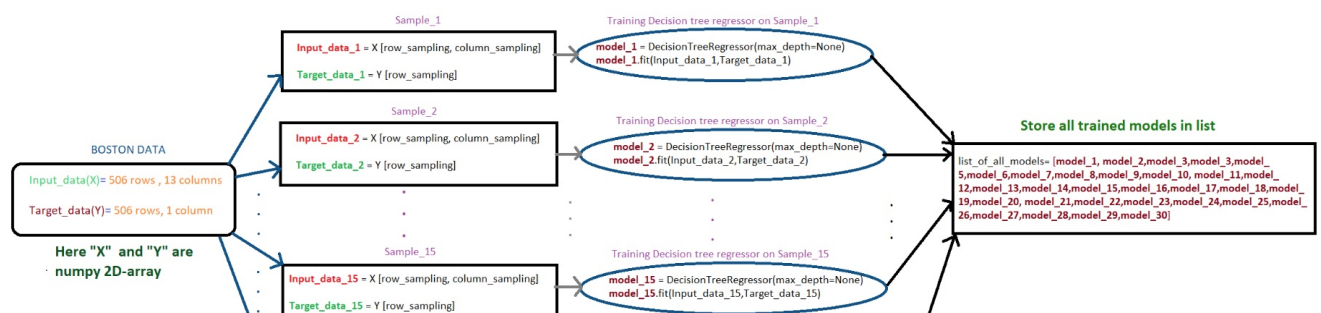 Sample_1
Training Decision tree regressor on Sample_1
Input_data_1 = X [row_sampling, column_sampling]
Target_data_1 = Y [row_sampling]
model_1 = DecisionTreeRegressor(max_depth=None)
model_1.fit(Input_data_1,Target_data_1)
Sample_2
Training Decision tree regressor on Sample_2
Input_data_2 = X [row_sampling, column_sampling]
Target_data_2 = Y [row_sampling]
model_2 = DecisionTreeRegressor(max_depth=None)
model_2.fit(Input_data_2,Target_data_2)
Store all trained models in list
BOSTON DATA
Input_data(X)= 506 rows , 13 columns
Target_data(Y)= 506 rows, 1 column
Here "X" and "Y" are
numpy 2D-array
list_of_all_models= [model_1, model_2,model_3,model_3,model_
5,model_6,model_7,model_8,model_9,model_10, model_11,model_
12,model_13,model_14,model_15,model_16,model_17,model_18,model_
19,model_20, model_21,model_22,model_23,model_24,model_25,model_
26,model_27,model_28,model_29,model_30]
Sample_15
Training Decision tree regressor on Sample_15
Input_data_15 = X [row_sampling, column_sampling]
Target_data_15 = Y [row_sampling]
model_15 = DecisionTreeRegressor(max_depth=None)
model_15.fit(Input_data_15,Target_data_15)